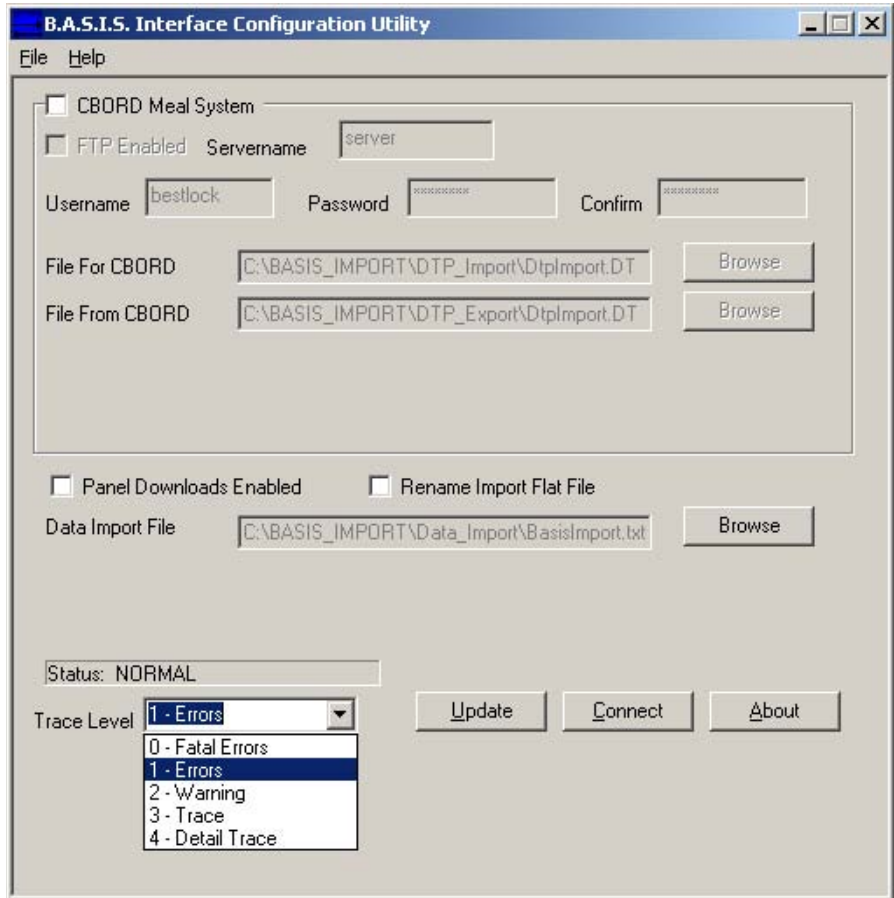 B.A.S.I.S. Interface Configuration Utility
File Help
CBORD Meal System
FTP Enabled Servername server
Username bestlock Password ******** Confirm ********
File For CBORD C:\BASIS_IMPORT\DTP_Import\DtpImport.DT Browse
File From CBORD C:\BASIS_IMPORT\DTP_Export\DtpImport.DT Browse
Panel Downloads Enabled Rename Import Flat File
Data Import File C:\BASIS_IMPORT\Data_Import\BasisImport.txt Browse
Status: NORMAL
Trace Level 1 - Errors Update Connect About
0 - Fatal Errors
1 - Errors
2 - Warning
3 - Trace
4 - Detail Trace